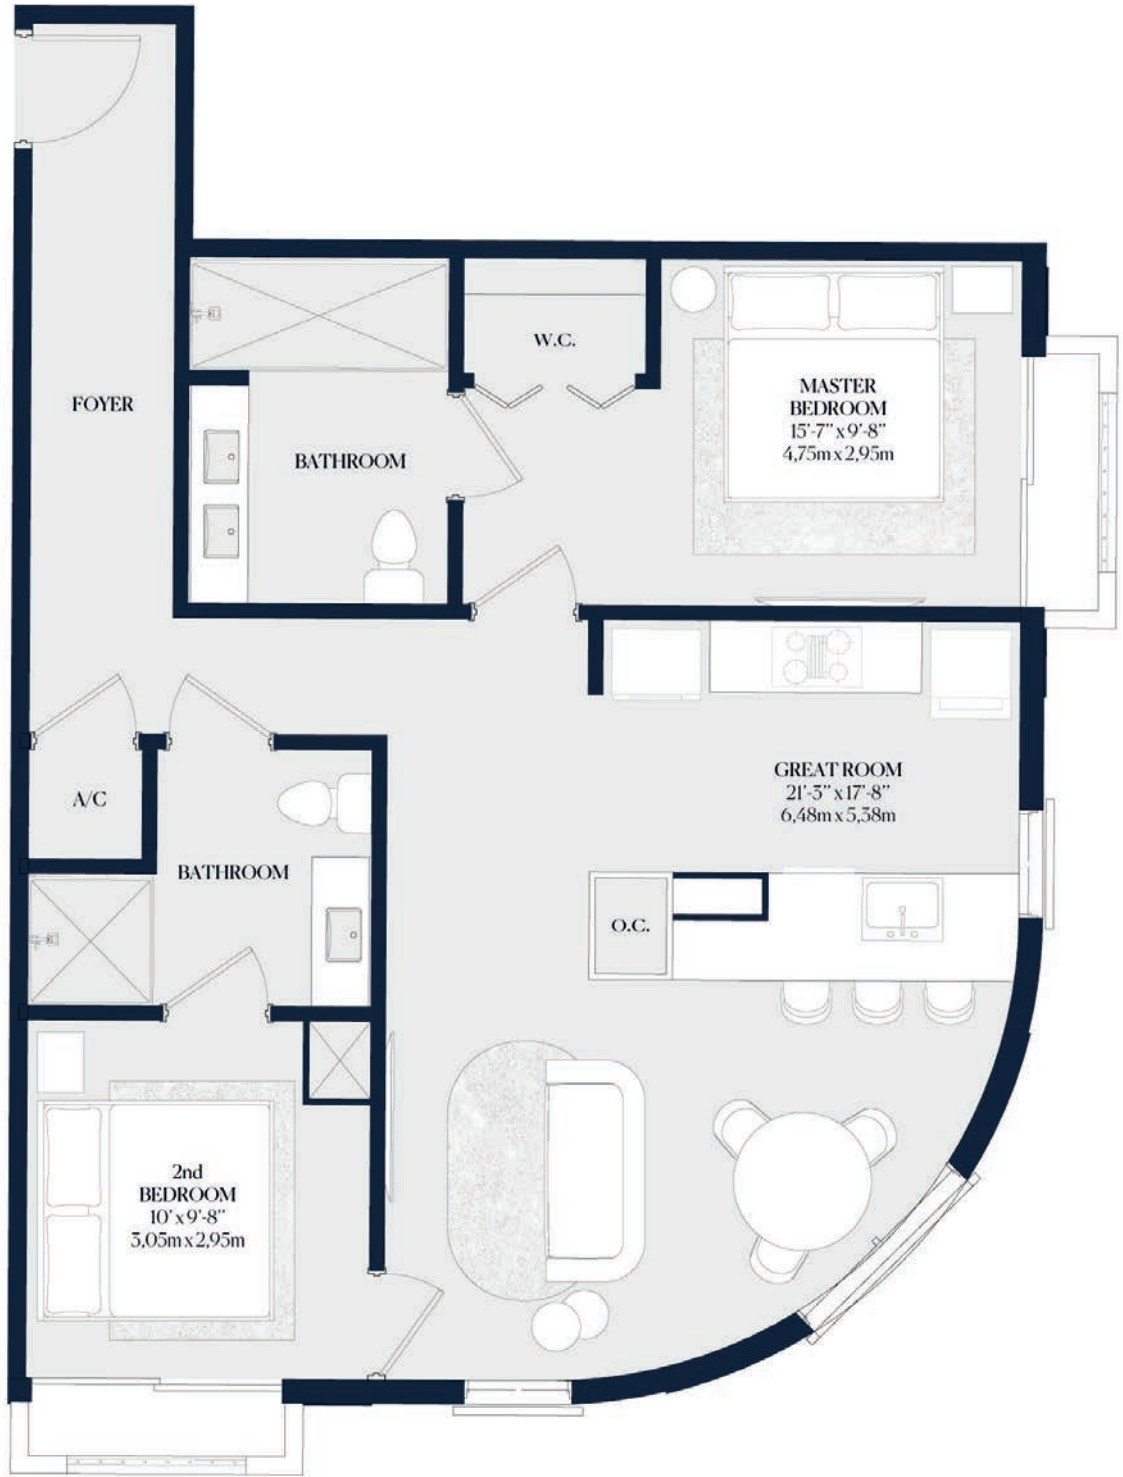 W.C.
FOYER
MASTER
BEDROOM
15'-7" x 9'-8"
4,75m x 2,95m
BATHROOM
GREAT ROOM
21'-3" x 17'-8"
6,48m x 5,38m
A/C
BATHROOM
O.C.
2nd
BEDROOM
10' x 9'-8"
3,05m x 2,95m